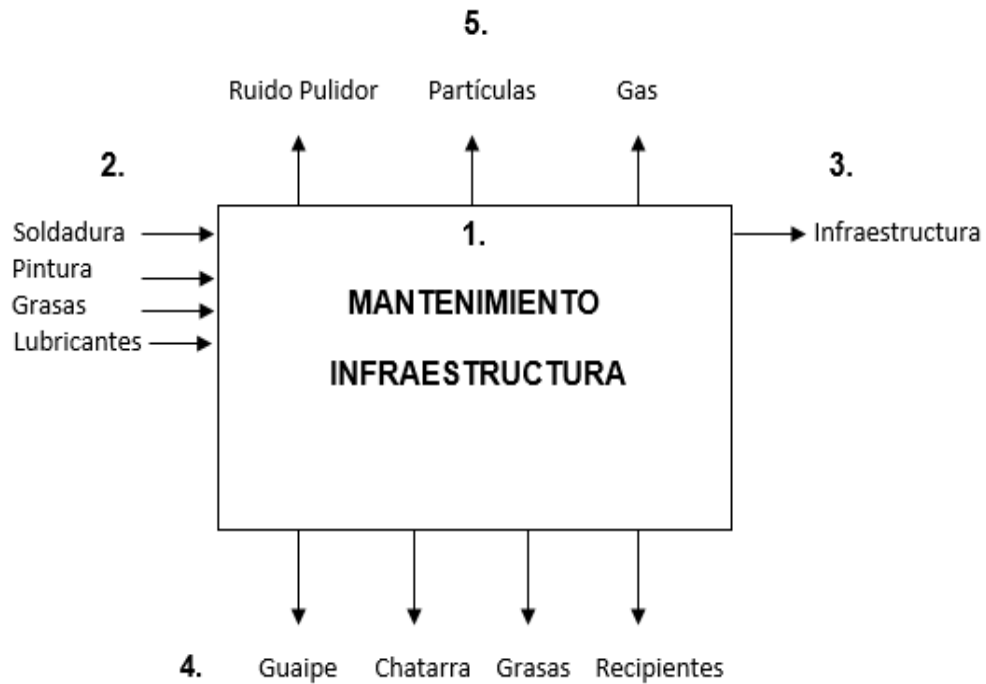 5.
Ruido Pulidor Partículas Gas
2. 3.
Soldadura 1. Infraestructura
Pintura
Grasas MANTENIMIENTO
Lubricantes
INFRAESTRUCTURA
4. Guaipe Chatarra Grasas Recipientes